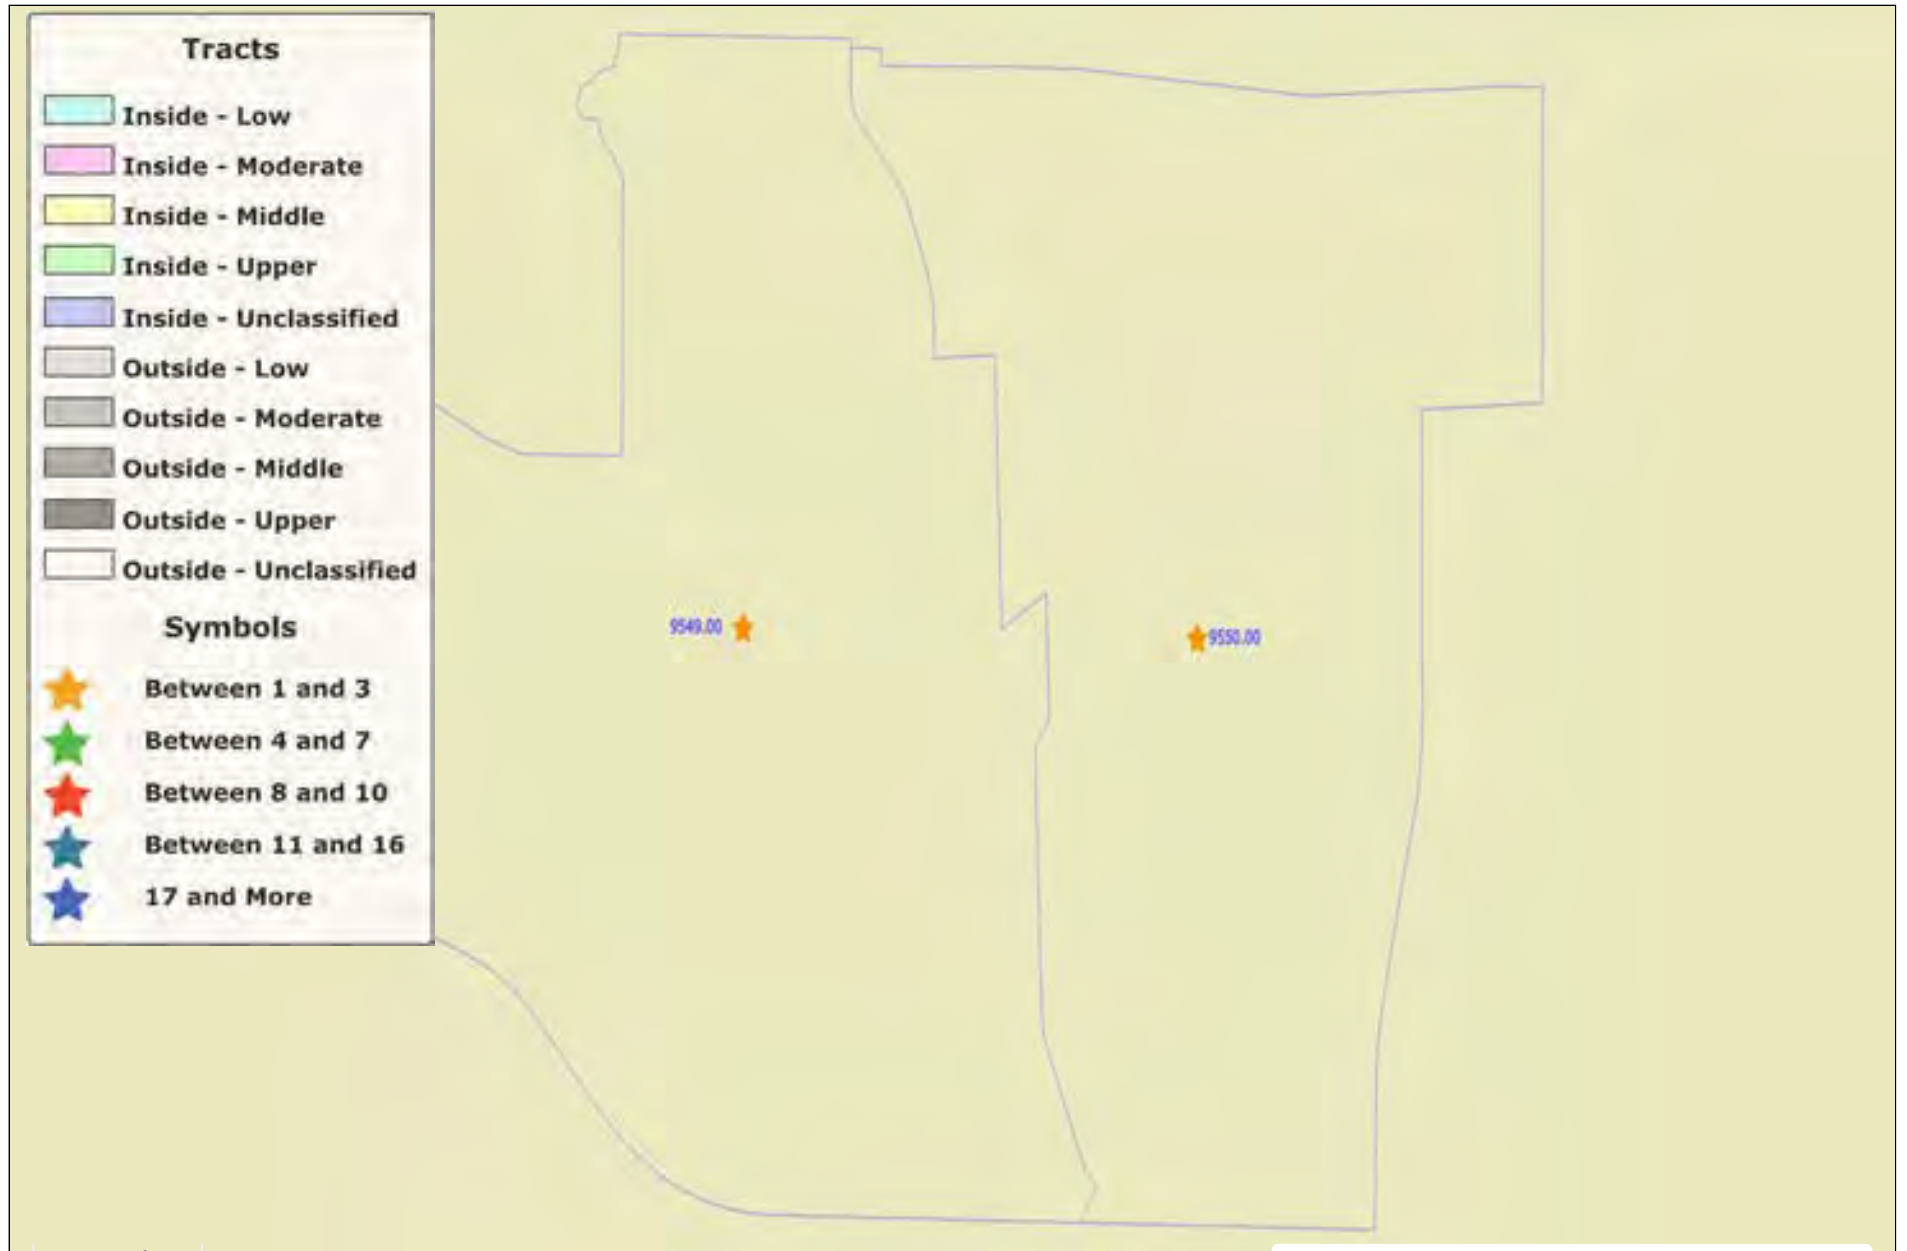 Tracts
Inside - Low
Inside - Moderate
Inside - Middle
Inside - Upper
Inside - Unclassified
Outside - Low
Outside - Moderate
Outside - Middle
Outside - Upper
Outside - Unclassified
Symbols
Between 1 and 3
Between 4 and 7
Between 8 and 10
Between 11 and 16
17 and More
9549.00
9550.00